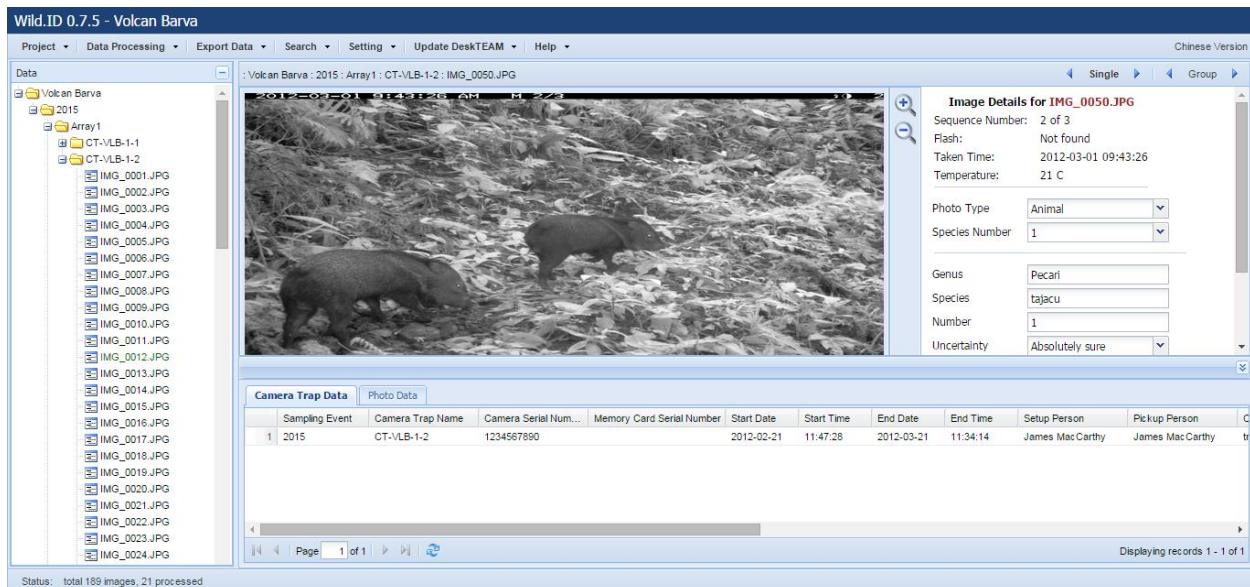 Wild.ID 0.7.5 - Volcan Barva
Project Data Processing Export Data Search Setting Update DeskTEAM Help Chinese Version
Data
: Volcan Barva : 2015 : Array1 : CT-VLB-1-2 : IMG_0050.JPG Single Group
Volcan Barva
2015
Array1
CT-VLB-1-1
CT-VLB-1-2
IMG_0001.JPG
IMG_0002.JPG
IMG_0003.JPG
IMG_0004.JPG
IMG_0005.JPG
IMG_0006.JPG
IMG_0007.JPG
IMG_0008.JPG
IMG_0009.JPG
IMG_0010.JPG
IMG_0011.JPG
IMG_0012.JPG
IMG_0013.JPG
IMG_0014.JPG
IMG_0015.JPG
IMG_0016.JPG
IMG_0017.JPG
IMG_0018.JPG
IMG_0019.JPG
IMG_0020.JPG
IMG_0021.JPG
IMG_0022.JPG
IMG_0023.JPG
IMG_0024.JPG
2012-03-01 9:43:26 AM M 2/3
Image Details for IMG_0050.JPG
Sequence Number: 2 of 3
Flash: Not found
Taken Time: 2012-03-01 09:43:26
Temperature: 21 C
Photo Type Animal
Species Number 1
Genus Pecari
Species tajacu
Number 1
Uncertainty Absolutely sure
Camera Trap Data Photo Data
Sampling Event Camera Trap Name Camera Serial Num... Memory Card Serial Number Start Date Start Time End Date End Time Setup Person Pickup Person
1 2015 CT-VLB-1-2 1234567890 2012-02-21 11:47:28 2012-03-21 11:34:14 James MacCarthy James MacCarthy
Page 1 of 1 Displaying records 1 - 1 of 1
Status: total 189 images, 21 processed